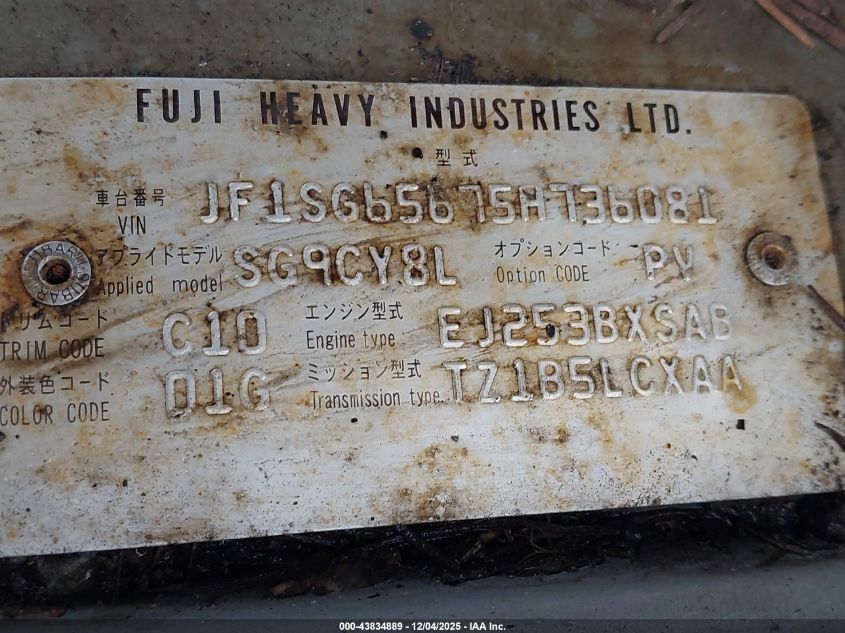 FUJI HEAVY INDUSTRIES LTD.
型式
車台番号 JF1SG65675H736081
VIN
アプライドモデル SG9CY8L オプションコード PV
Applied model Option CODE
トリムコード C10 エンジン型式 EJ253BXSAB
TRIM CODE Engine type
外装色コード 01G ミッション型式 TZ1B5LCXAA
COLOR CODE Transmission type
SUBARU SUBARU
000-43834889 - 12/04/2025 - IAA Inc.